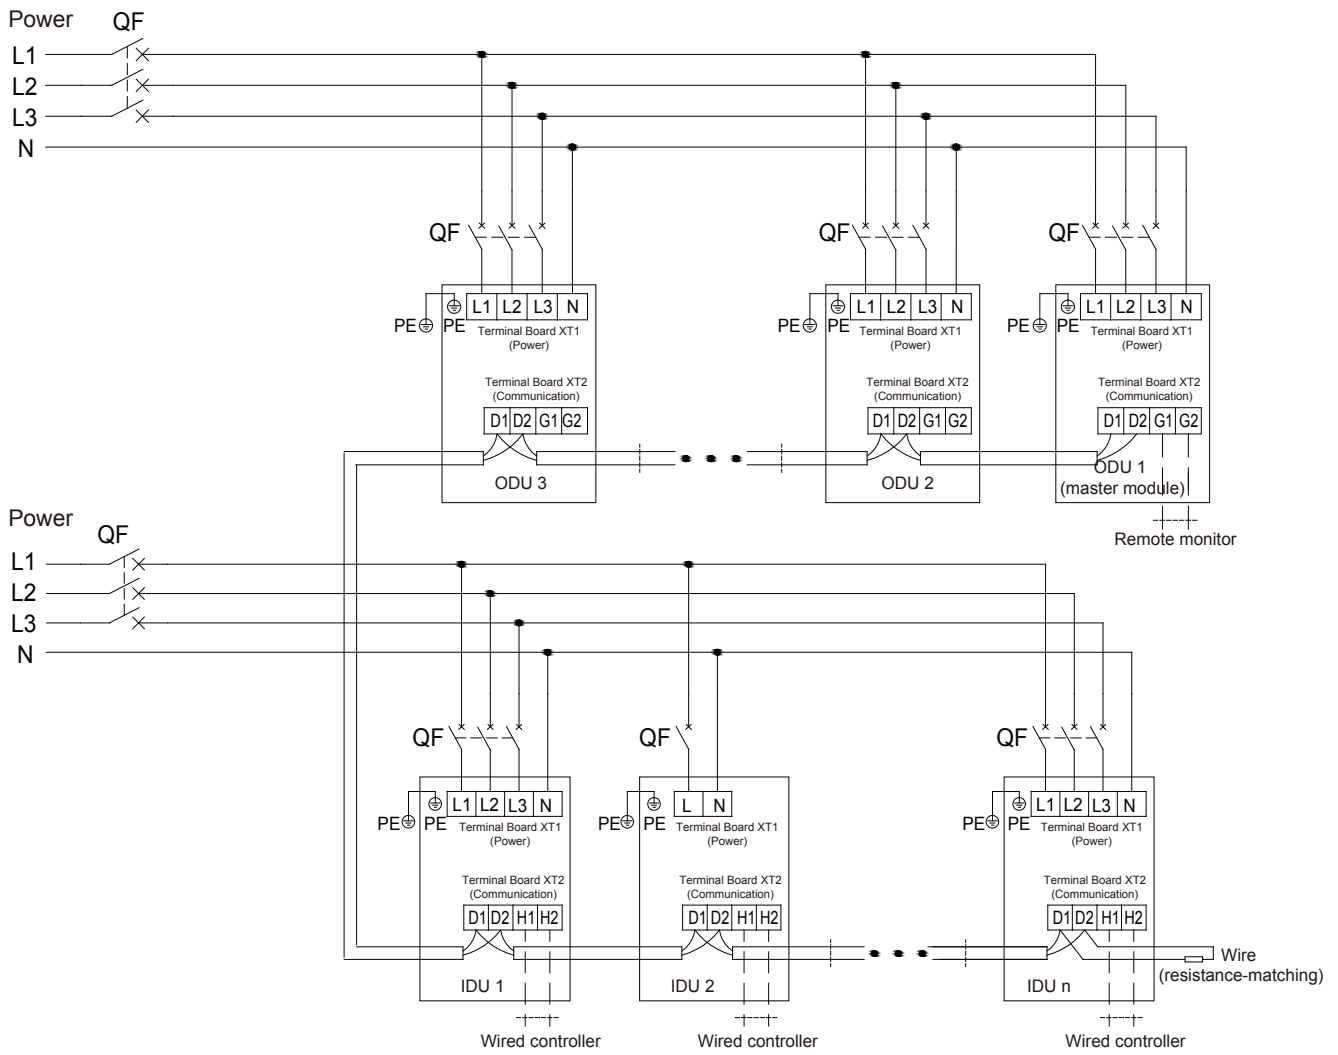 Power
QF
L1
L2
L3
N
QF
QF
QF
PE PE L1 L2 L3 N
Terminal Board XT1
(Power)
Terminal Board XT2
(Communication)
D1 D2 G1 G2
ODU 3
PE PE L1 L2 L3 N
Terminal Board XT1
(Power)
Terminal Board XT2
(Communication)
D1 D2 G1 G2
ODU 2
PE PE L1 L2 L3 N
Terminal Board XT1
(Power)
Terminal Board XT2
(Communication)
D1 D2 G1 G2
ODU 1
(master module)
Remote monitor
Power
QF
L1
L2
L3
N
QF
QF
QF
PE PE L1 L2 L3 N
Terminal Board XT1
(Power)
Terminal Board XT2
(Communication)
D1 D2 H1 H2
IDU 1
Wired controller
PE PE L N
Terminal Board XT1
(Power)
Terminal Board XT2
(Communication)
D1 D2 H1 H2
IDU 2
Wired controller
PE PE L1 L2 L3 N
Terminal Board XT1
(Power)
Terminal Board XT2
(Communication)
D1 D2 H1 H2
IDU n
Wired controller
Wire
(resistance-matching)